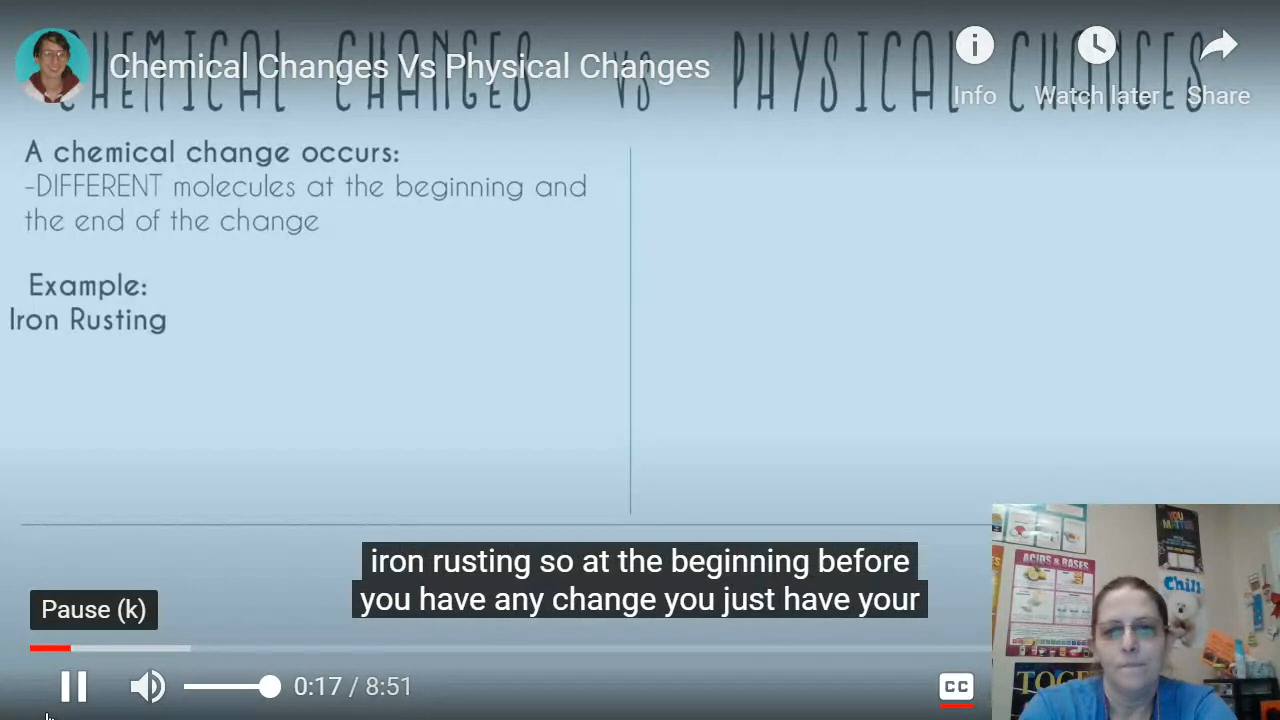 CHEMICAL CHANGES VS PHYSICAL CHANGES
Chemical Changes Vs Physical Changes
Info
Watch later
Share
A chemical change occurs:
-DIFFERENT molecules at the beginning and
the end of the change
Example:
Iron Rusting
iron rusting so at the beginning before
you have any change you just have your
Pause (k)
0:17 / 8:51
CC
YOU
MATTER
ACIDS & BASES
Chill